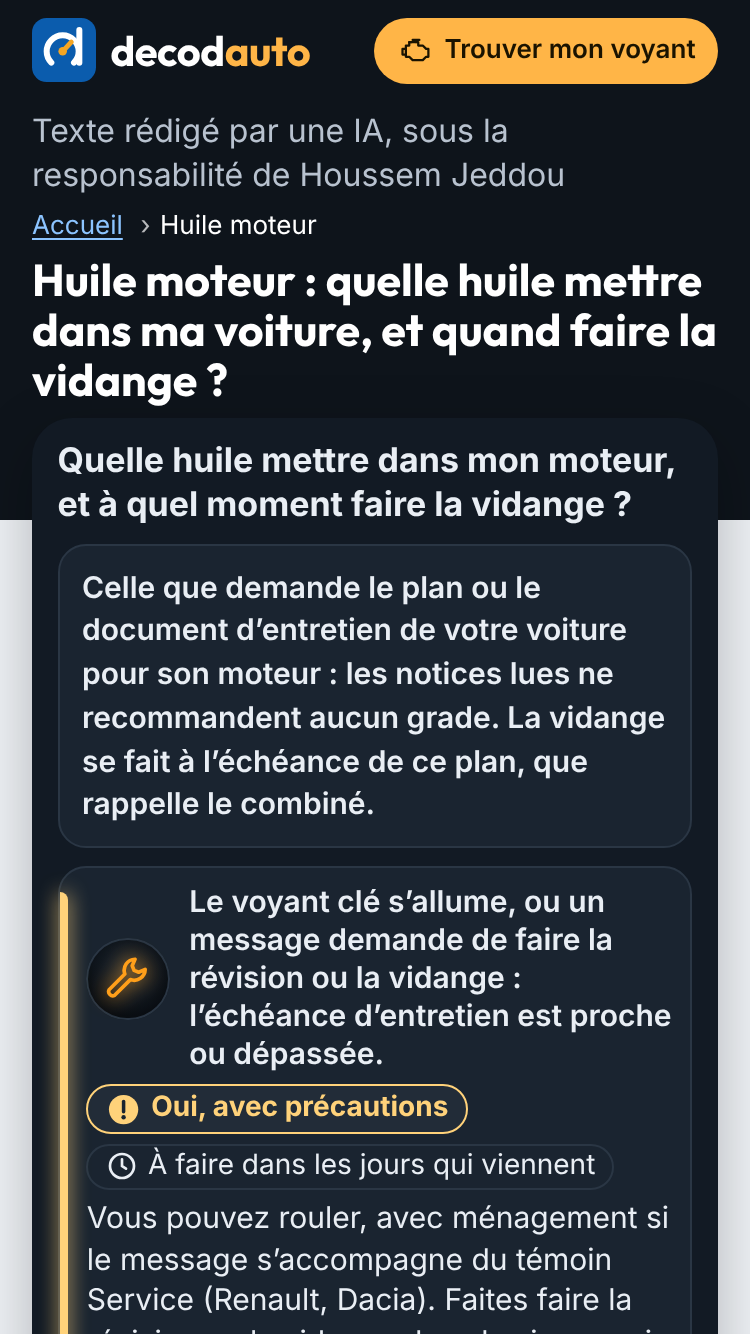 decodauto
Trouver mon voyant
Texte rédigé par une IA, sous la
responsabilité de Houssem Jeddou
Accueil › Huile moteur
Huile moteur : quelle huile mettre
dans ma voiture, et quand faire la
vidange ?
Quelle huile mettre dans mon moteur,
et à quel moment faire la vidange ?
Celle que demande le plan ou le
document d’entretien de votre voiture
pour son moteur : les notices lues ne
recommandent aucun grade. La vidange
se fait à l’échéance de ce plan, que
rappelle le combiné.
Le voyant clé s’allume, ou un
message demande de faire la
révision ou la vidange :
l’échéance d’entretien est proche
ou dépassée.
Oui, avec précautions
À faire dans les jours qui viennent
Vous pouvez rouler, avec ménagement si
le message s’accompagne du témoin
Service (Renault, Dacia). Faites faire la